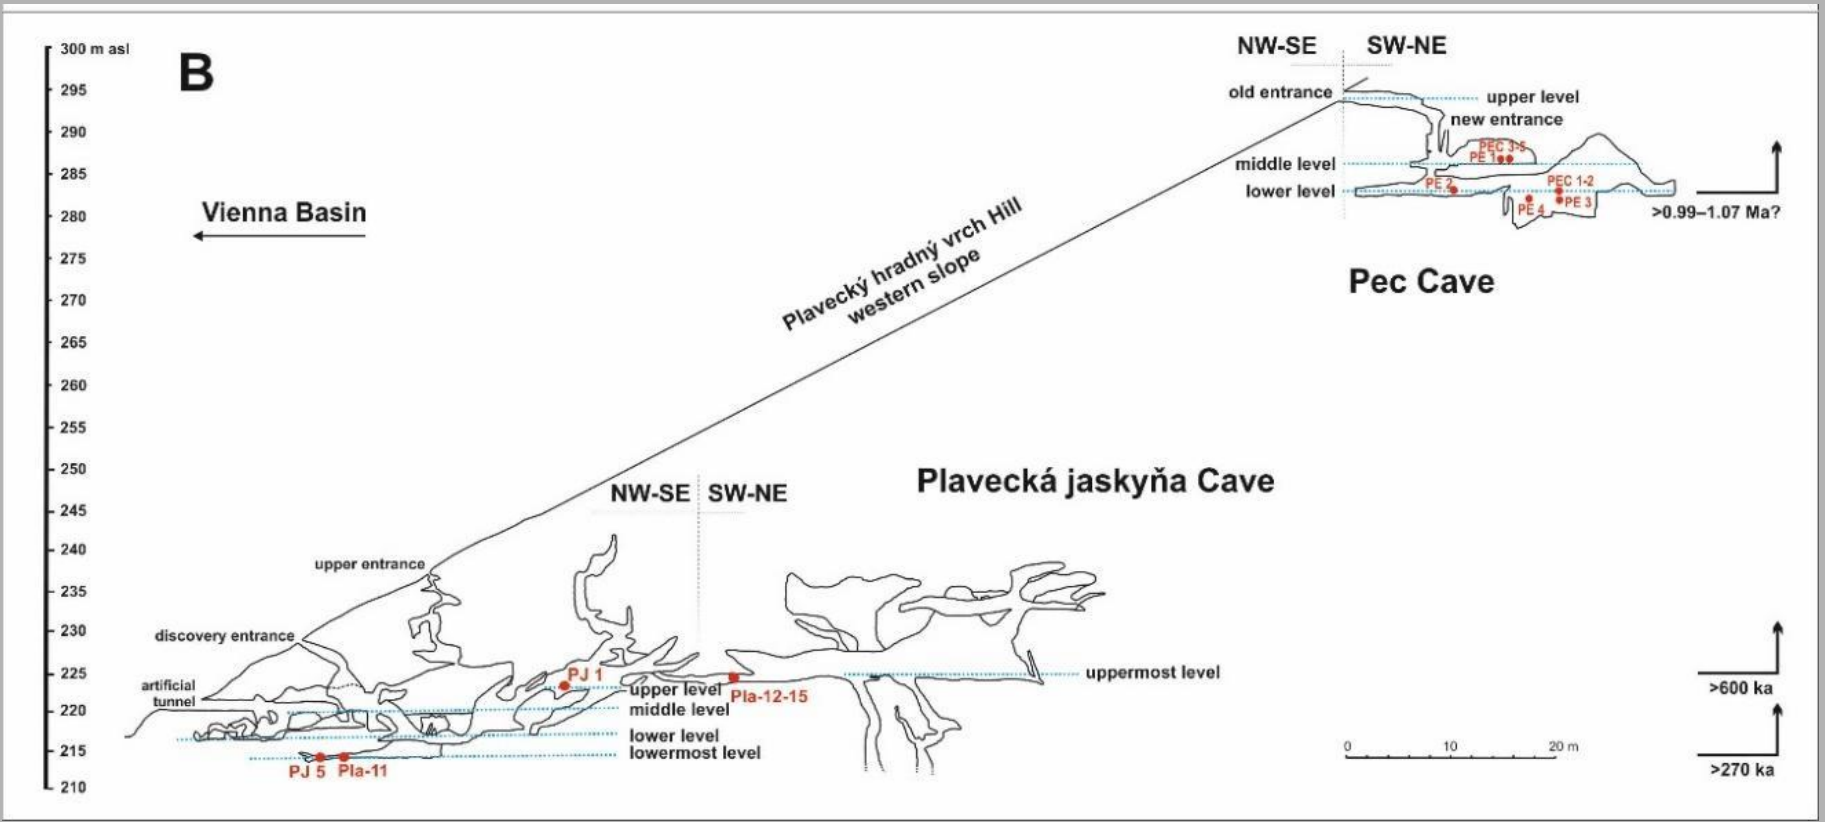 300 m asl
295
290
285
280
275
270
265
260
255
250
245
240
235
230
225
220
215
210
B
Vienna Basin
Plavecký hradný vrch Hill
western slope
NW-SE
SW-NE
old entrance
upper level
new entrance
middle level
lower level
PEC 3-5
PE 1
PE 2
PEC 1-2
PE 4
PE 3
>0.99–1.07 Ma?
Pec Cave
Plavecká jaskyňa Cave
NW-SE
SW-NE
upper entrance
discovery entrance
artificial
tunnel
PJ 1
upper level
Pla-12-15
middle level
uppermost level
lower level
lowermost level
PJ 5
Pla-11
0
10
20 m
>600 ka
>270 ka